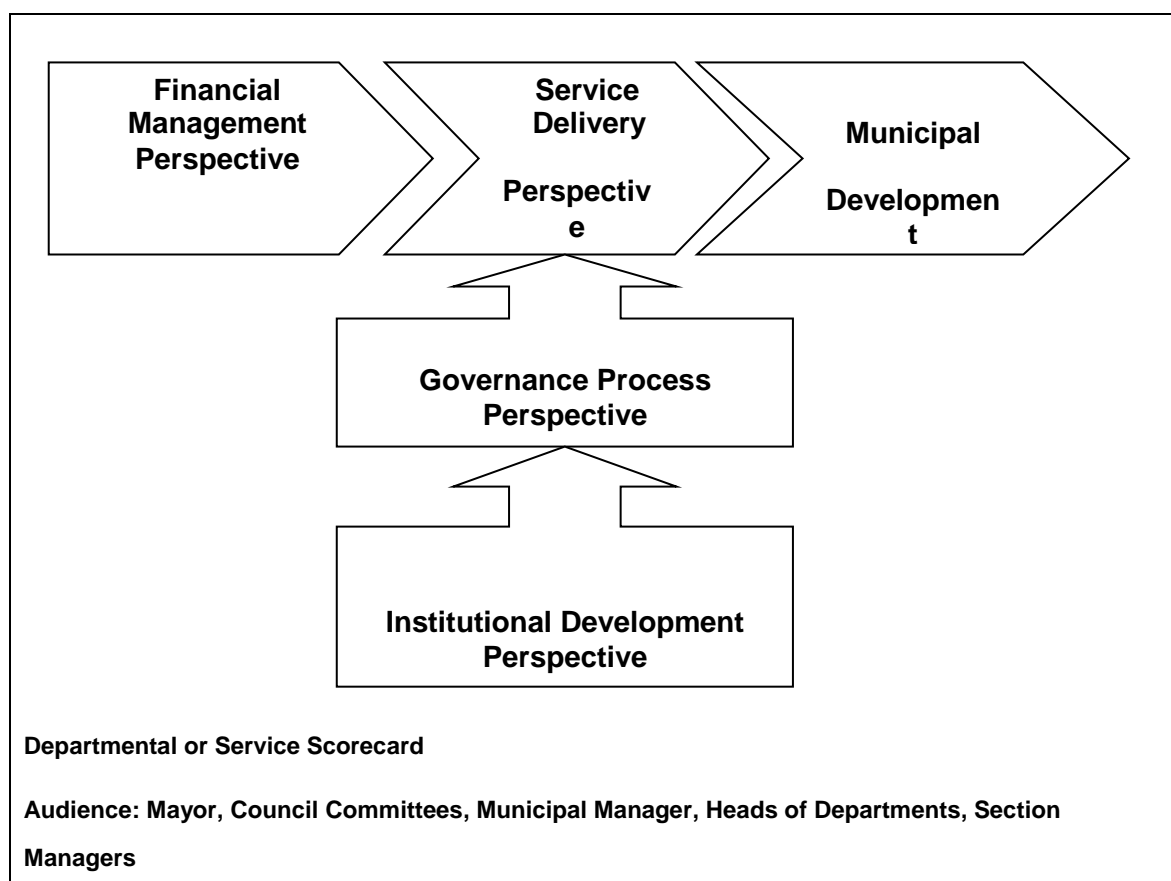 Financial
Management
Perspective
Service
Delivery
Perspectiv
e
Municipal
Developmen
t
Governance Process
Perspective
Institutional Development
Perspective
Departmental or Service Scorecard
Audience: Mayor, Council Committees, Municipal Manager, Heads of Departments, Section
Managers